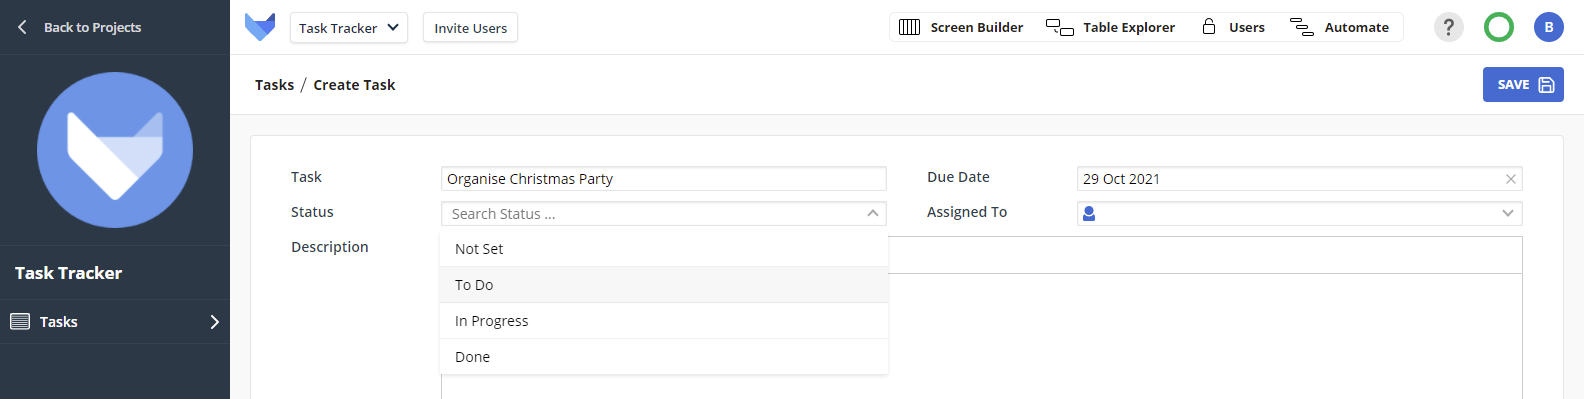 Back to Projects
Task Tracker
Invite Users
Screen Builder
Table Explorer
Users
Automate
?
B
Tasks / Create Task
SAVE
Task
Organise Christmas Party
Due Date
29 Oct 2021
Status
Search Status ...
Assigned To
Description
Not Set
To Do
In Progress
Done
Task Tracker
Tasks